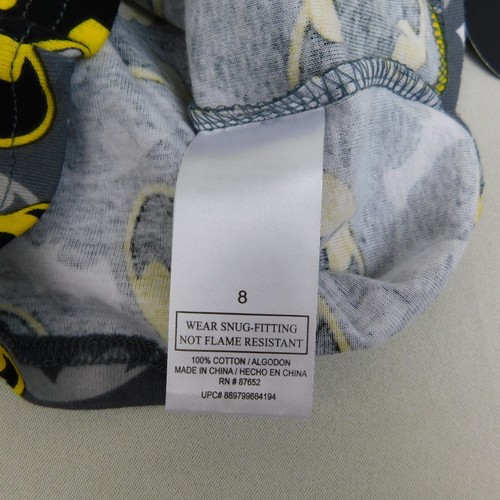 8
WEAR SNUG-FITTING
NOT FLAME RESISTANT
100% COTTON / ALGODON
MADE IN CHINA / HECHO EN CHINA
RN # 87652
UPC# 889799664194